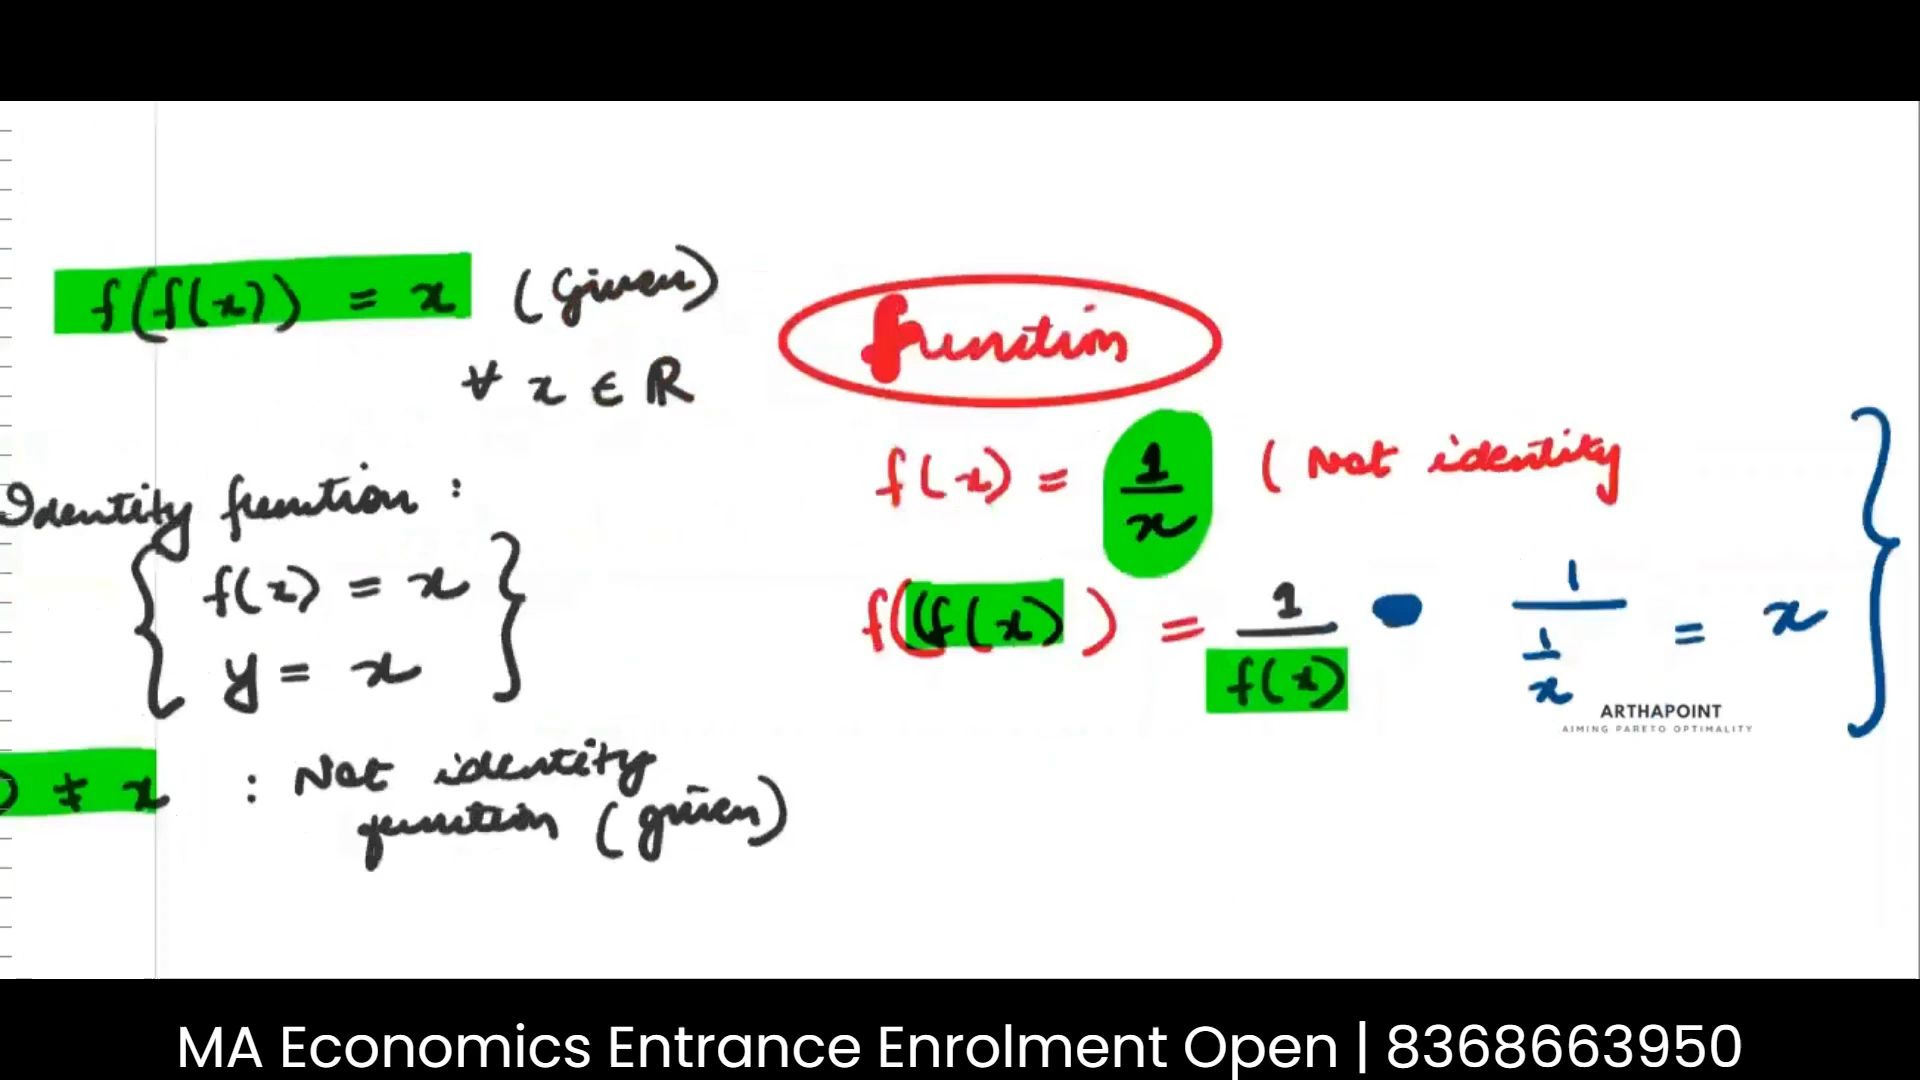 f(f(x)) = x (Given)
∀ x ∈ ℝ
Identity function :
f(x) = x
y = x
) ≠ x : Not identity
function (given)
function
f(x) = 1/x ( Not identity
f((f(x)) = 1/f(x) 1/(1/x) = x
ARTHAPOINT
AIMING PARETO OPTIMALITY
MA Economics Entrance Enrolment Open | 8368663950